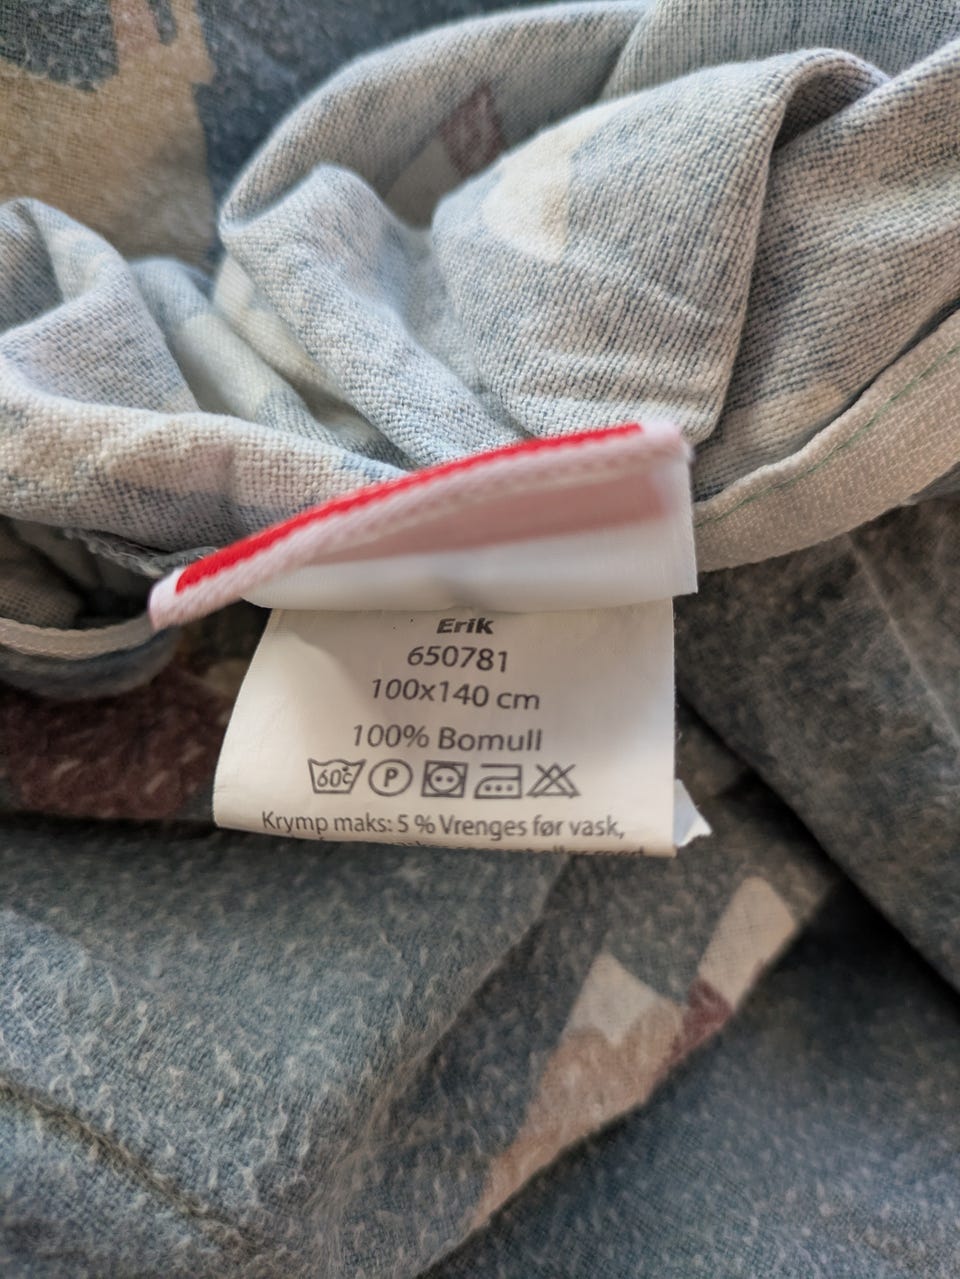 Erik
650781
100x140 cm
100% Bomull
60℃ P
Krymp maks: 5 % Vrenges før vask,